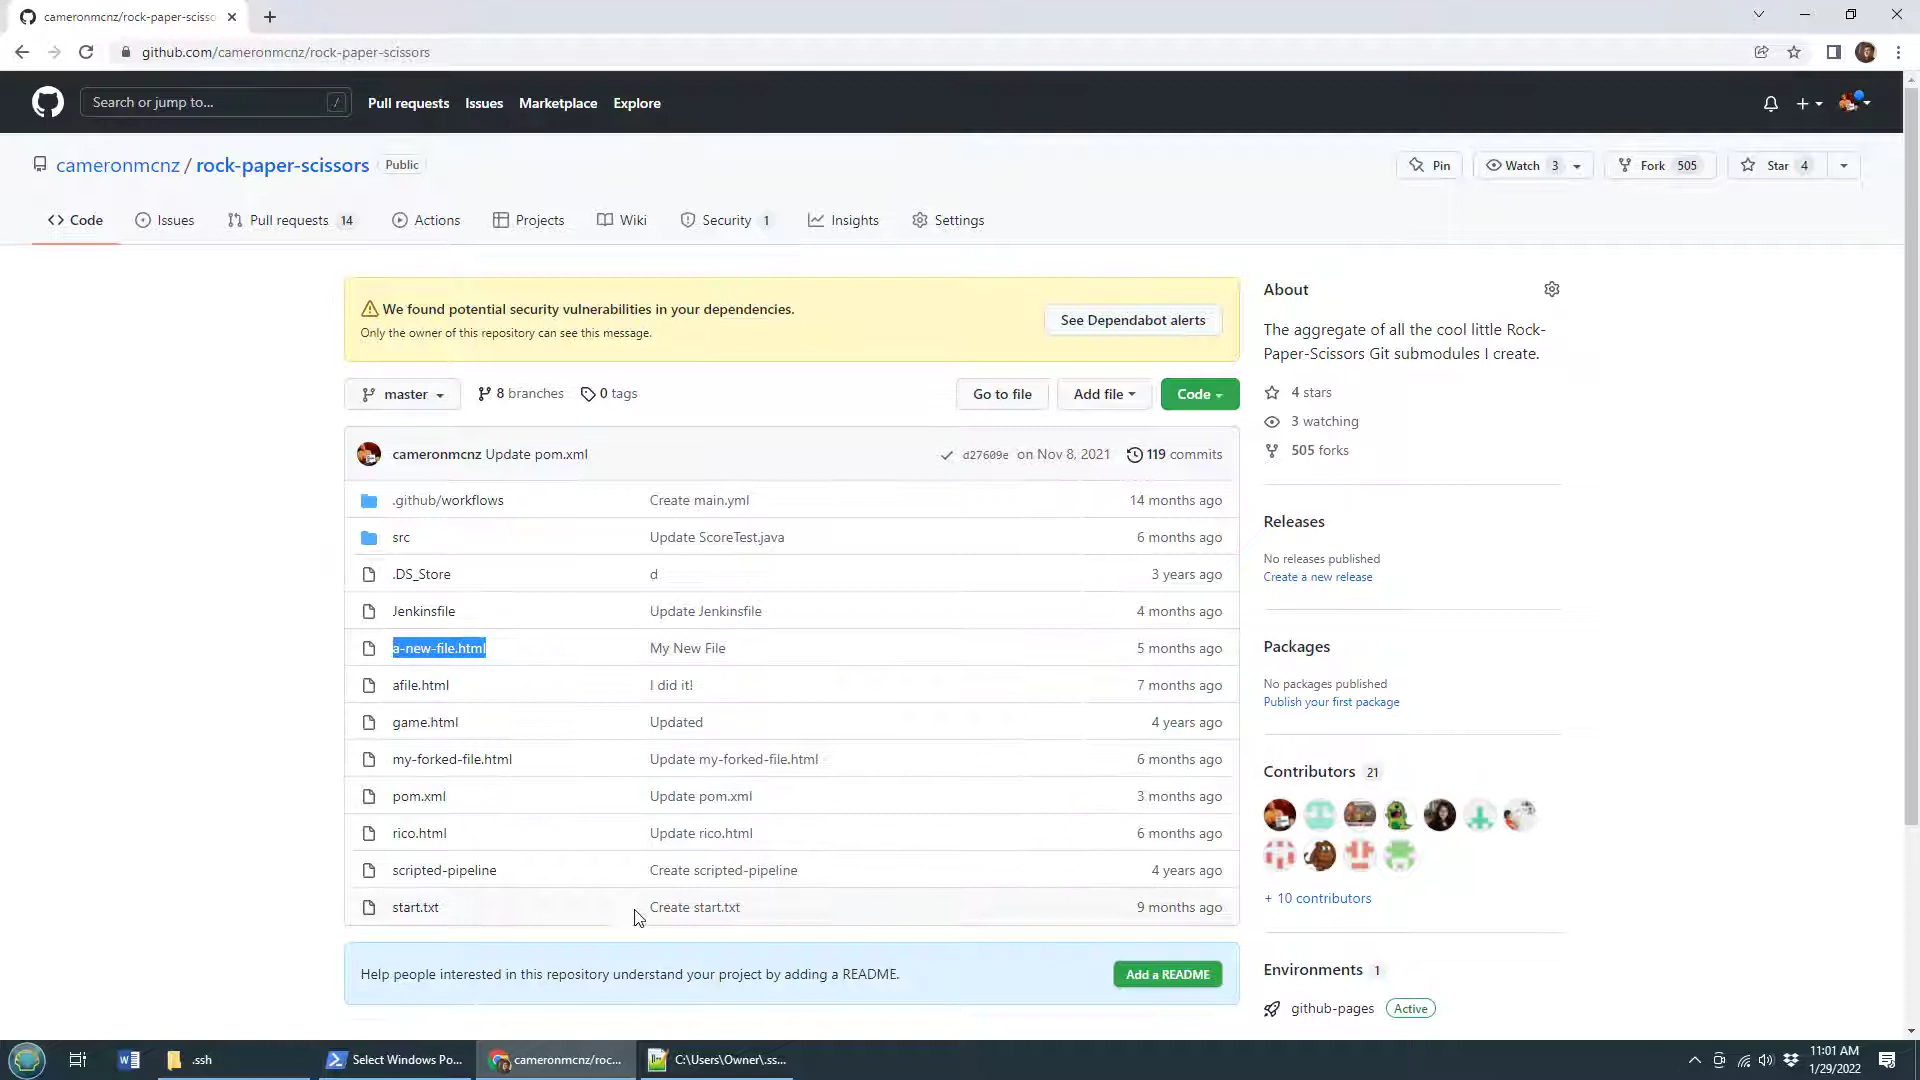 cameronmcnz/rock-paper-scisso
github.com/cameronmcnz/rock-paper-scissors
Search or jump to... /
Pull requests Issues Marketplace Explore
cameronmcnz / rock-paper-scissors Public
Pin Watch 3 Fork 505 Star 4
Code Issues Pull requests 14 Actions Projects Wiki Security 1 Insights Settings
We found potential security vulnerabilities in your dependencies.
Only the owner of this repository can see this message.
See Dependabot alerts
master 8 branches 0 tags Go to file Add file Code
cameronmcnz Update pom.xml d27609e on Nov 8, 2021 119 commits
.github/workflows Create main.yml 14 months ago
src Update ScoreTest.java 6 months ago
.DS_Store d 3 years ago
Jenkinsfile Update Jenkinsfile 4 months ago
a-new-file.html My New File 5 months ago
afile.html I did it! 7 months ago
game.html Updated 4 years ago
my-forked-file.html Update my-forked-file.html 6 months ago
pom.xml Update pom.xml 3 months ago
rico.html Update rico.html 6 months ago
scripted-pipeline Create scripted-pipeline 4 years ago
start.txt Create start.txt 9 months ago
Help people interested in this repository understand your project by adding a README. Add a README
About
The aggregate of all the cool little Rock-
Paper-Scissors Git submodules I create.
4 stars
3 watching
505 forks
Releases
No releases published
Create a new release
Packages
No packages published
Publish your first package
Contributors 21
+ 10 contributors
Environments 1
github-pages Active
.ssh
Select Windows Po...
cameronmcnz/roc...
C:\Users\Owner\.ss...
11:01 AM
1/29/2022